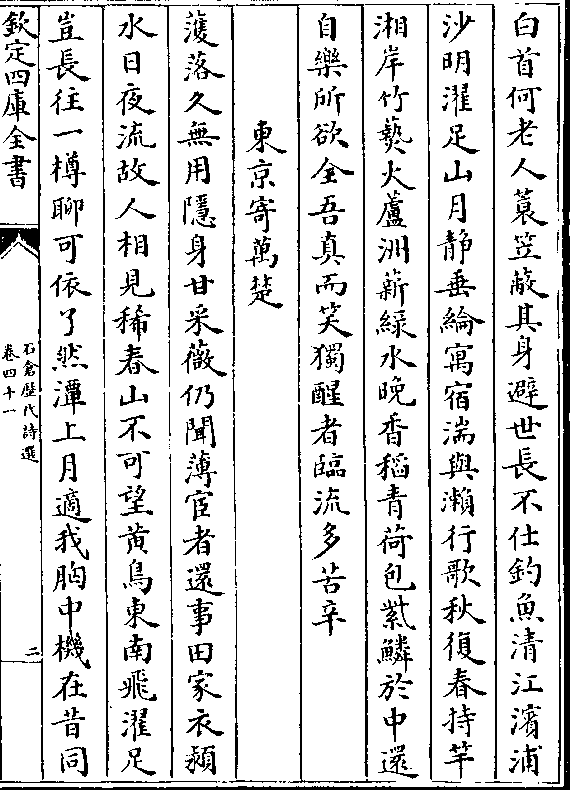 白首何老人蓑笠蔽其身避世長不仕釣魚清江濱浦
沙明濯足山月靜垂綸寓宿湍與瀨行歌秋復春持竿
湘岸竹爇火蘆洲薪綠水晚香稻青荷包紫鱗於中還
自樂所欲全吾真而笑獨醒者臨流多苦辛
東京寄萬楚
濩落久無用隱身甘采薇仍聞薄宦者還事田家衣潁
水日夜流故人相見稀春山不可望黄鳥東南飛濯足
豈長往一樽聊可依了然潭上月適我胸中機在昔同
欽定四庫全書
石倉歴代詩選
卷四十一
二